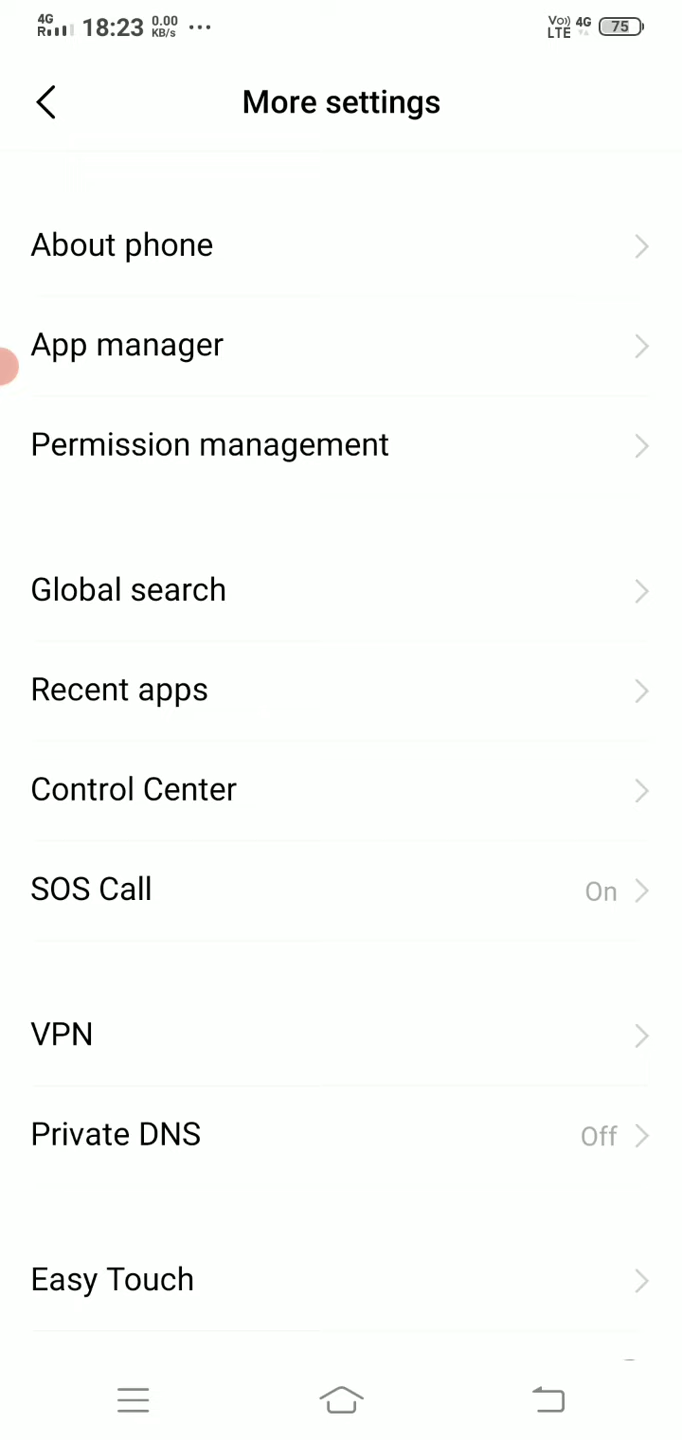 4G R 18:23 0.00 KB/s ... Vo)) LTE 4G 75
More settings
About phone
App manager
Permission management
Global search
Recent apps
Control Center
SOS Call On
VPN
Private DNS Off
Easy Touch